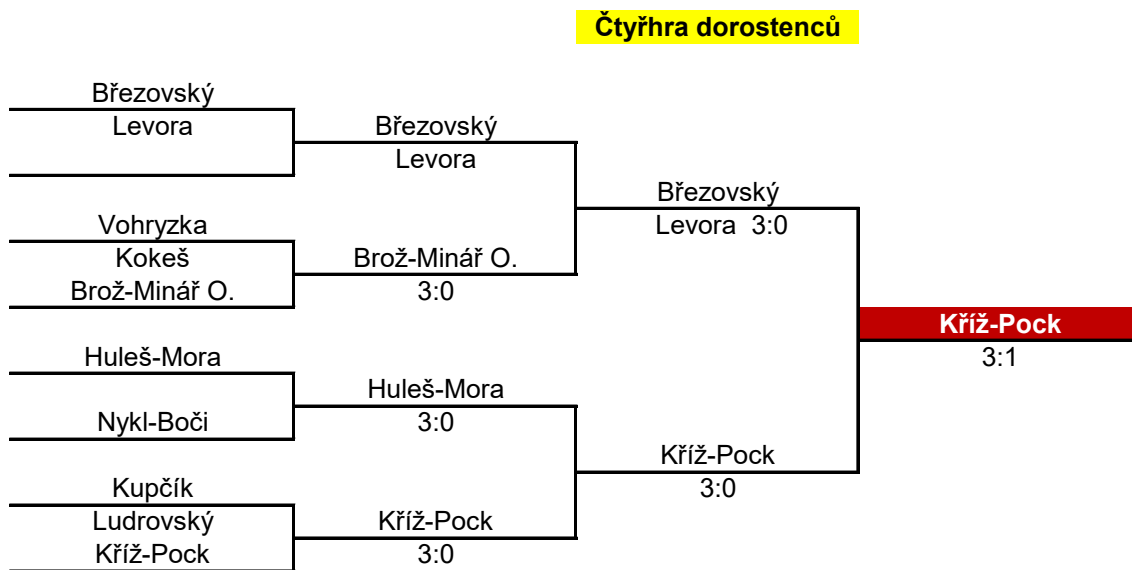 Čtyřhra dorostenců
Březovský
Levora
Březovský
Levora
Březovský
Levora 3:0
Vohryzka
Kokeš
Brož-Minář O.
Brož-Minář O.
3:0
Kříž-Pock
3:1
Huleš-Mora
Nykl-Boči
Huleš-Mora
3:0
Kříž-Pock
3:0
Kupčík
Ludrovský
Kříž-Pock
Kříž-Pock
3:0